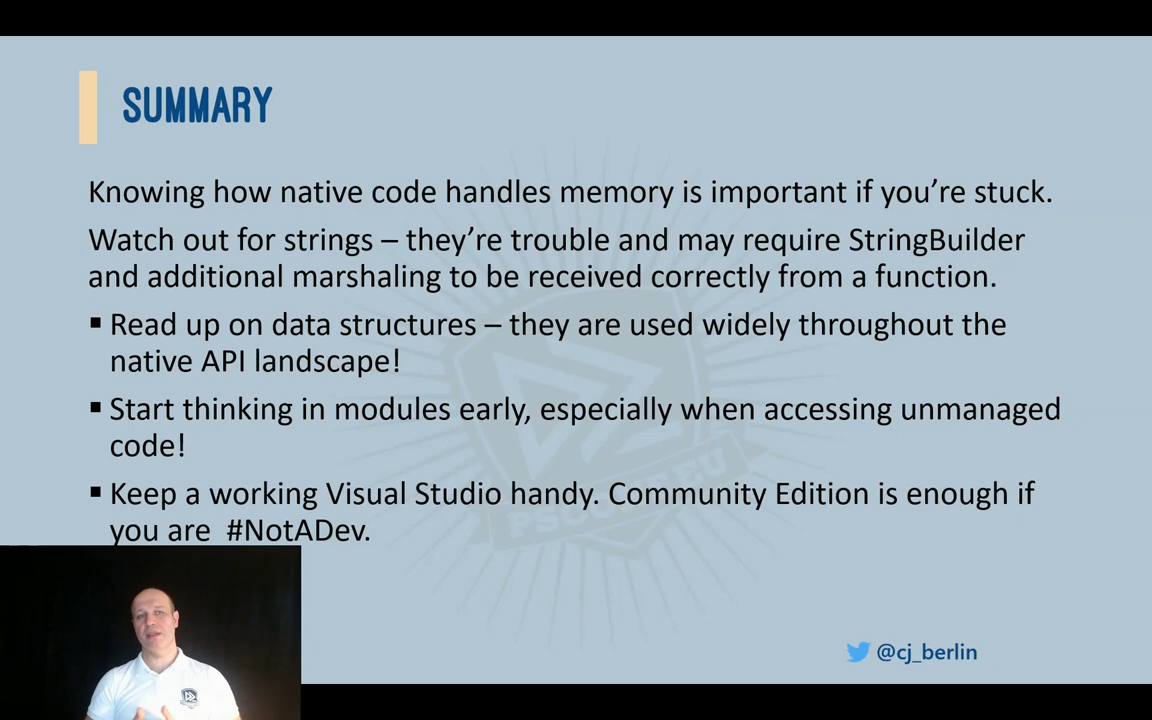 SUMMARY
Knowing how native code handles memory is important if you’re stuck.
Watch out for strings – they’re trouble and may require StringBuilder
and additional marshaling to be received correctly from a function.
▪ Read up on data structures – they are used widely throughout the
native API landscape!
▪ Start thinking in modules early, especially when accessing unmanaged
code!
▪ Keep a working Visual Studio handy. Community Edition is enough if
you are  #NotADev.
PSCONF.EU
@cj_berlin